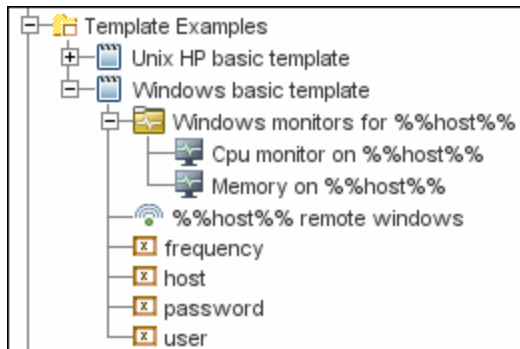 Template Examples
Unix HP basic template
Windows basic template
Windows monitors for %%host%%
Cpu monitor on %%host%%
Memory on %%host%%
%%host%% remote windows
frequency
host
password
user